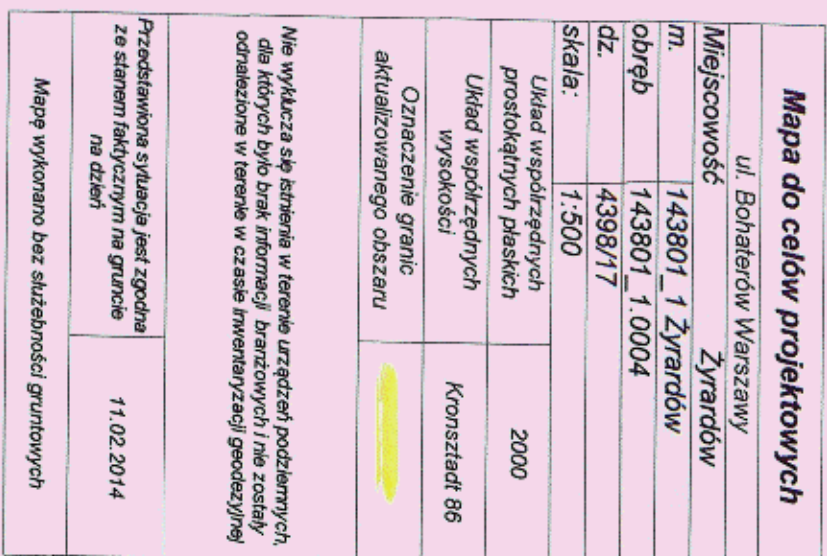 Mapa do celów projektowych
ul. Bohaterów Warszawy
Miejscowość Żyrardów
m. 143801_1 Żyrardów
obręb 143801_1.0004
dz. 4398/17
skala: 1:500
Układ współrzędnych
prostokątnych płaskich
2000
Układ współrzędnych
wysokości
Kronsztadt 86
Oznaczenie granic
aktualizowanego obszaru
Nie wyklucza się istnienia w terenie urządzeń podziemnych,
dla których było brak informacji branżowych i nie zostały
odnalezione w terenie w czasie inwentaryzacji geodezyjnej
Przedstawiona sytuacja jest zgodna
ze stanem faktycznym na gruncie
na dzień
11.02.2014
Mapę wykonano bez służebności gruntowych